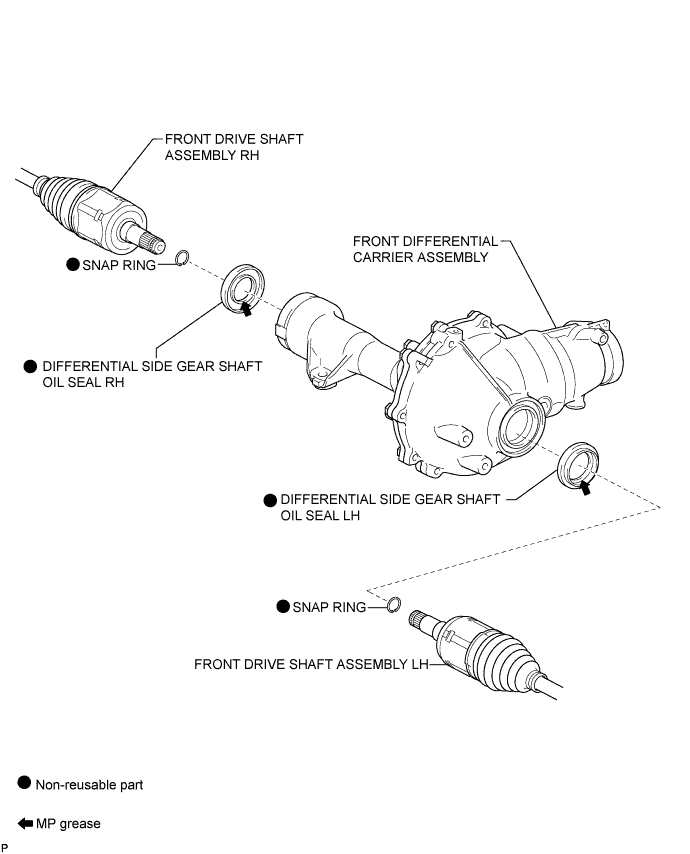 FRONT DRIVE SHAFT
ASSEMBLY RH
FRONT DIFFERENTIAL
CARRIER ASSEMBLY
SNAP RING
DIFFERENTIAL SIDE GEAR SHAFT
OIL SEAL RH
DIFFERENTIAL SIDE GEAR SHAFT
OIL SEAL LH
SNAP RING
FRONT DRIVE SHAFT ASSEMBLY LH
Non-reusable part
MP grease
P